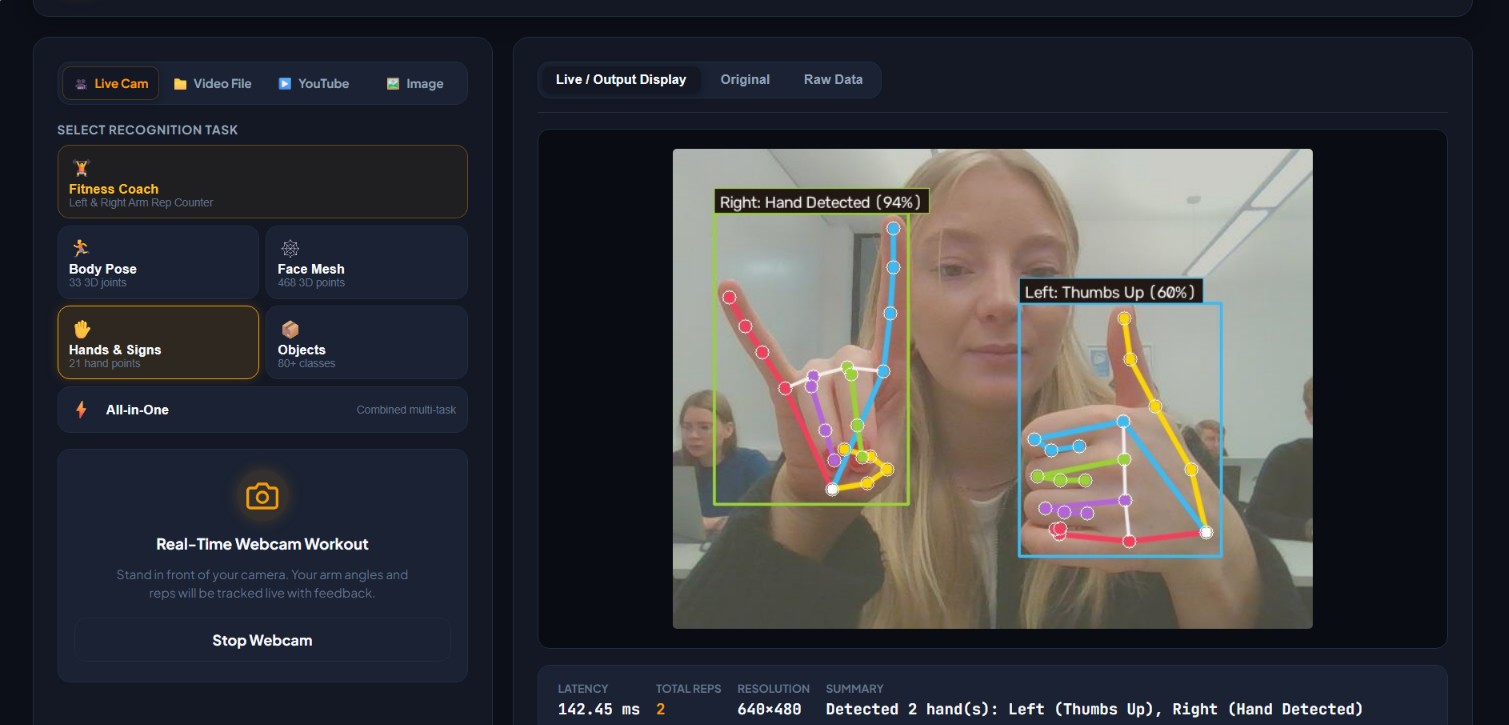 Live Cam
Video File
YouTube
Image
SELECT RECOGNITION TASK
Fitness Coach
Left & Right Arm Rep Counter
Body Pose
33 3D joints
Face Mesh
468 3D points
Hands & Signs
21 hand points
Objects
80+ classes
All-in-One
Combined multi-task
Real-Time Webcam Workout
Stand in front of your camera. Your arm angles and
reps will be tracked live with feedback.
Stop Webcam
Live / Output Display
Original
Raw Data
Right: Hand Detected (94%)
Left: Thumbs Up (60%)
LATENCY
142.45 ms
TOTAL REPS
2
RESOLUTION
640×480
SUMMARY
Detected 2 hand(s): Left (Thumbs Up), Right (Hand Detected)